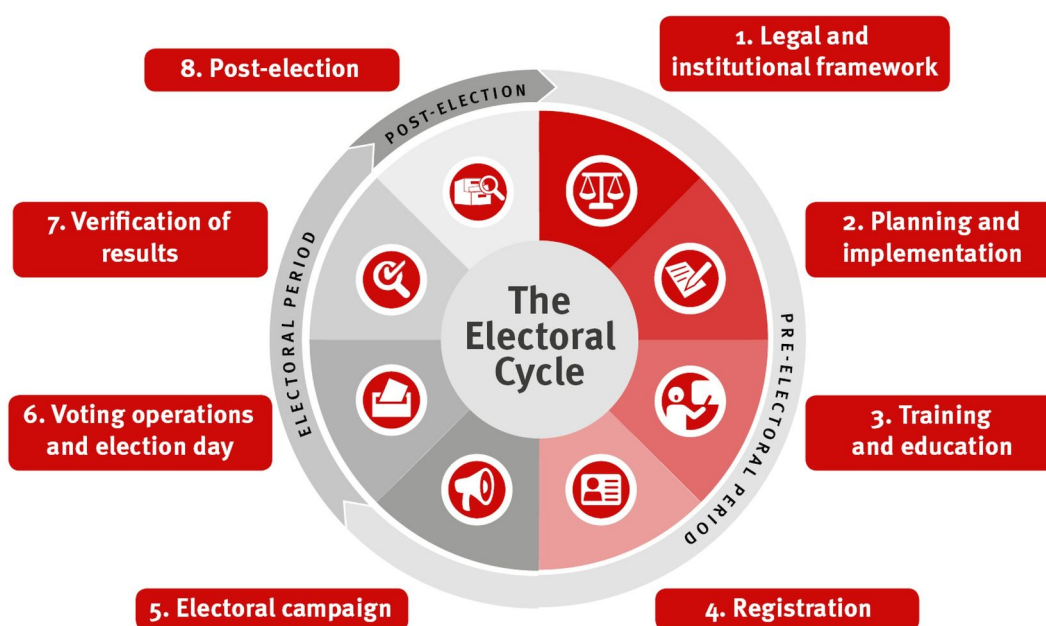 1. Legal and
institutional framework
8. Post-election
POST-ELECTION
7. Verification of
results
2. Planning and
implementation
ELECTORAL PERIOD
The
Electoral
Cycle
PRE-ELECTORAL PERIOD
6. Voting operations
and election day
3. Training
and education
5. Electoral campaign
4. Registration